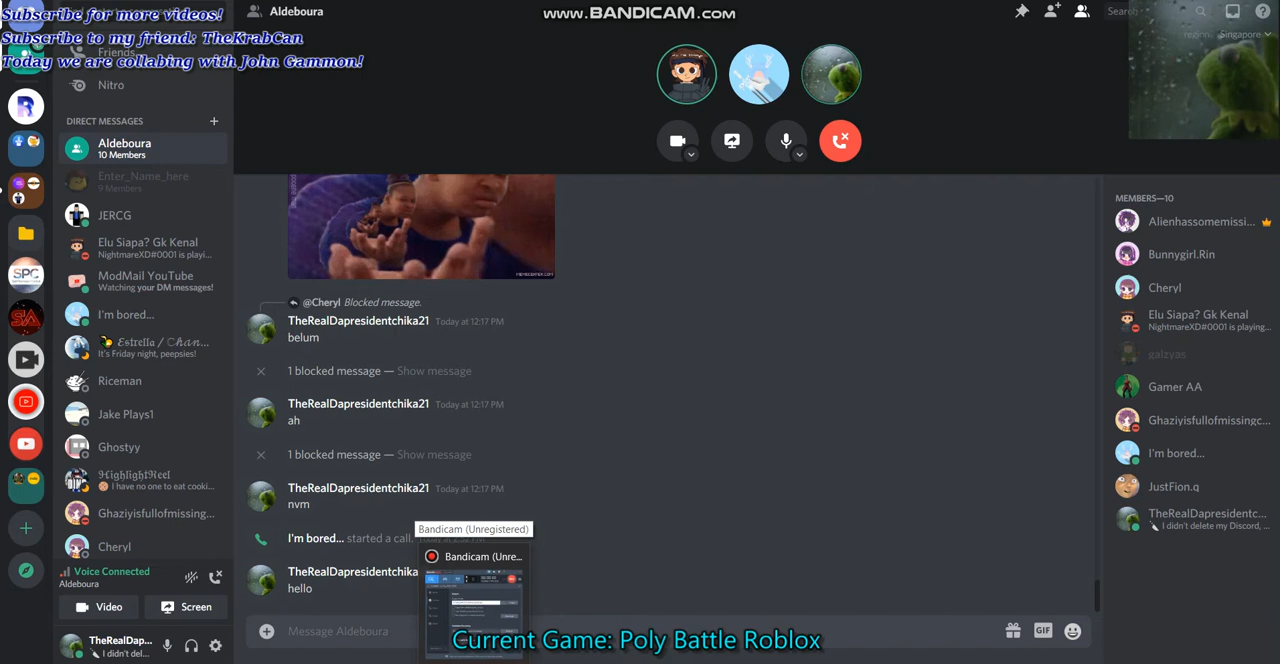 Subscribe for more videos!
Subscribe to my friend: TheKrabCan
Today we are collabing with John Gammon!
www.BANDICAM.com
Aldeboura
Search
region
Singapore
Friends
Nitro
DIRECT MESSAGES
Aldeboura
10 Members
Enter_Name_here
9 Members
JERCG
Elu Siapa? Gk Kenal
NightmareXD#0001 is playi...
ModMail YouTube
Watching your DM messages!
I'm bored...
𝓔𝓼𝓽𝓻𝓮𝓵𝓵𝓪 / 𝓒𝓱𝓪𝓷...
It's Friday night, peepsies!
Riceman
Jake Plays1
Ghostyy
ℌ𝔦𝔤𝔥𝔩𝔦𝔤𝔥𝔱ℜ𝔢𝔢𝔩
I have no one to eat cooki...
Ghaziyisfullofmissing...
Cheryl
Voice Connected
Aldeboura
Video
Screen
TheRealDap...
I didn't del...
@Cheryl Blocked message.
TheRealDapresidentchika21 Today at 12:17 PM
belum
1 blocked message — Show message
TheRealDapresidentchika21 Today at 12:17 PM
ah
1 blocked message — Show message
TheRealDapresidentchika21 Today at 12:17 PM
nvm
Bandicam (Unregistered)
I'm bored... started a call.
Bandicam (Unre...
TheRealDapresidentchika
hello
Message Aldeboura
GIF
Current Game: Poly Battle Roblox
MEMBERS—10
Alienhassomemissi...
Bunnygirl.Rin
Cheryl
Elu Siapa? Gk Kenal
NightmareXD#0001 is playing...
galzyas
Gamer AA
Ghaziyisfullofmissingc...
I'm bored...
JustFion.q
TheRealDapresidentc...
I didn't delete my Discord, ...
R
SPC
SA